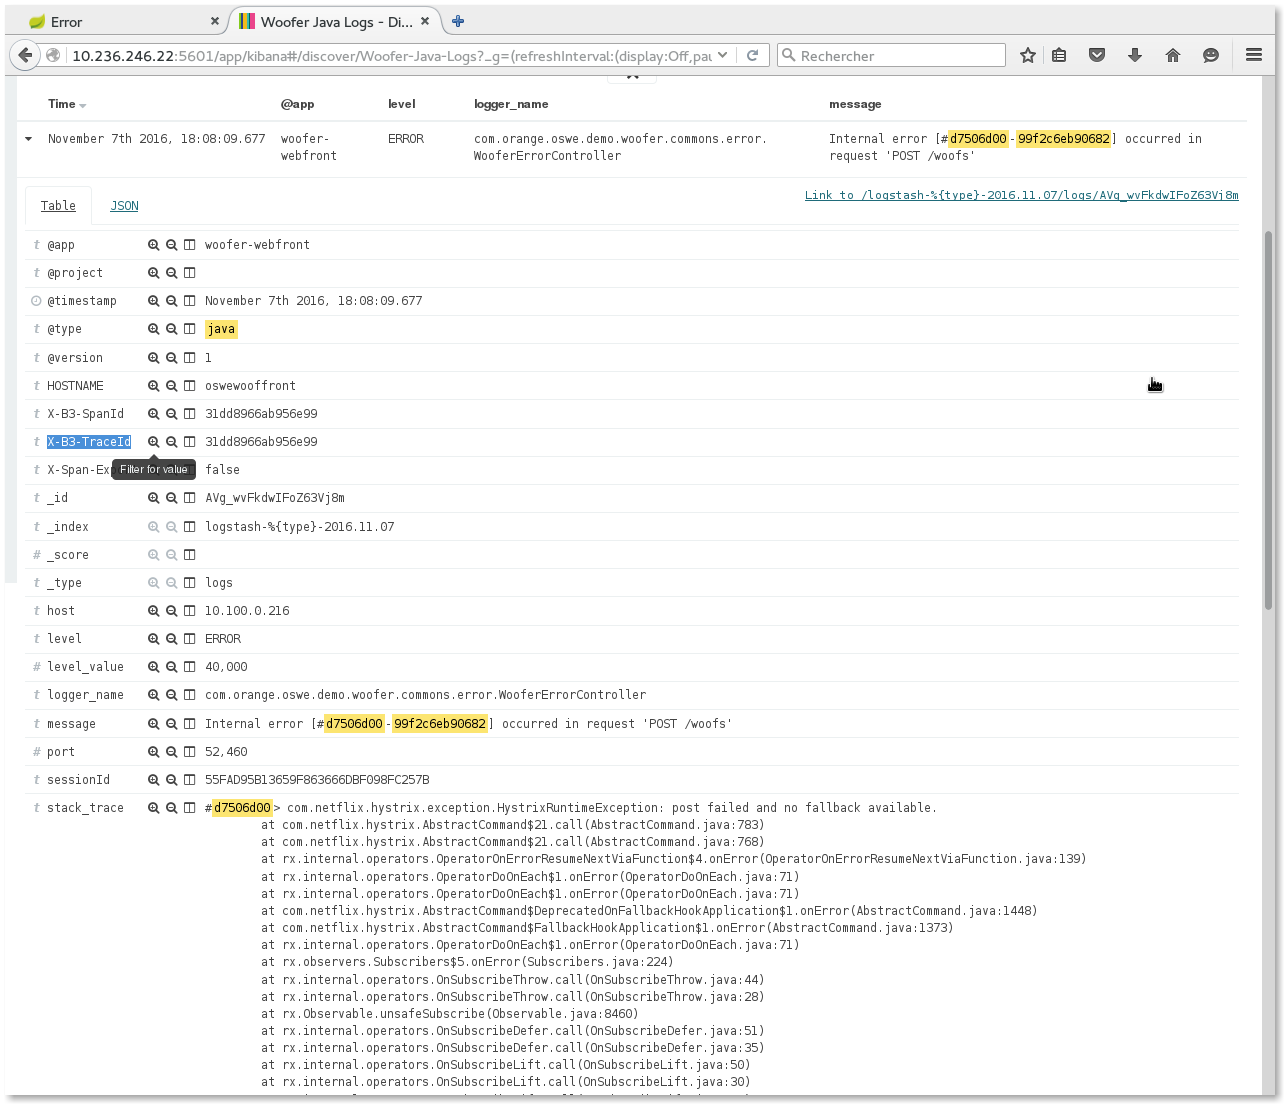 Error
Woofer Java Logs - Di...
10.236.246.22:5601/app/kibana#/discover/Woofer-Java-Logs?_g=(refreshInterval:(display:Off,pau
Rechercher
Time @app level logger_name message
November 7th 2016, 18:08:09.677 woofer-webfront ERROR com.orange.oswe.demo.woofer.commons.error.WooferErrorController Internal error [#d7506d00-99f2c6eb90682] occurred in request 'POST /woofs'
Table JSON
Link to /logstash-%{type}-2016.11.07/logs/AVg_wvFkdwIFoZ63Vj8m
t @app woofer-webfront
t @project
@timestamp November 7th 2016, 18:08:09.677
t @type java
t @version 1
t HOSTNAME oswewooffront
t X-B3-SpanId 31dd8966ab956e99
t X-B3-TraceId 31dd8966ab956e99
t X-Span-Exp false
Filter for value
t _id AVg_wvFkdwIFoZ63Vj8m
t _index logstash-%{type}-2016.11.07
# _score
t _type logs
t host 10.100.0.216
t level ERROR
# level_value 40,000
t logger_name com.orange.oswe.demo.woofer.commons.error.WooferErrorController
t message Internal error [#d7506d00-99f2c6eb90682] occurred in request 'POST /woofs'
# port 52,460
t sessionId 55FAD95B13659F863666DBF098FC257B
t stack_trace #d7506d00> com.netflix.hystrix.exception.HystrixRuntimeException: post failed and no fallback available.
at com.netflix.hystrix.AbstractCommand$21.call(AbstractCommand.java:783)
at com.netflix.hystrix.AbstractCommand$21.call(AbstractCommand.java:768)
at rx.internal.operators.OperatorOnErrorResumeNextViaFunction$4.onError(OperatorOnErrorResumeNextViaFunction.java:139)
at rx.internal.operators.OperatorDoOnEach$1.onError(OperatorDoOnEach.java:71)
at rx.internal.operators.OperatorDoOnEach$1.onError(OperatorDoOnEach.java:71)
at com.netflix.hystrix.AbstractCommand$DeprecatedOnFallbackHookApplication$1.onError(AbstractCommand.java:1448)
at com.netflix.hystrix.AbstractCommand$FallbackHookApplication$1.onError(AbstractCommand.java:1373)
at rx.internal.operators.OperatorDoOnEach$1.onError(OperatorDoOnEach.java:71)
at rx.observers.Subscribers$5.onError(Subscribers.java:224)
at rx.internal.operators.OnSubscribeThrow.call(OnSubscribeThrow.java:44)
at rx.internal.operators.OnSubscribeThrow.call(OnSubscribeThrow.java:28)
at rx.Observable.unsafeSubscribe(Observable.java:8460)
at rx.internal.operators.OnSubscribeDefer.call(OnSubscribeDefer.java:51)
at rx.internal.operators.OnSubscribeDefer.call(OnSubscribeDefer.java:35)
at rx.internal.operators.OnSubscribeLift.call(OnSubscribeLift.java:50)
at rx.internal.operators.OnSubscribeLift.call(OnSubscribeLift.java:30)